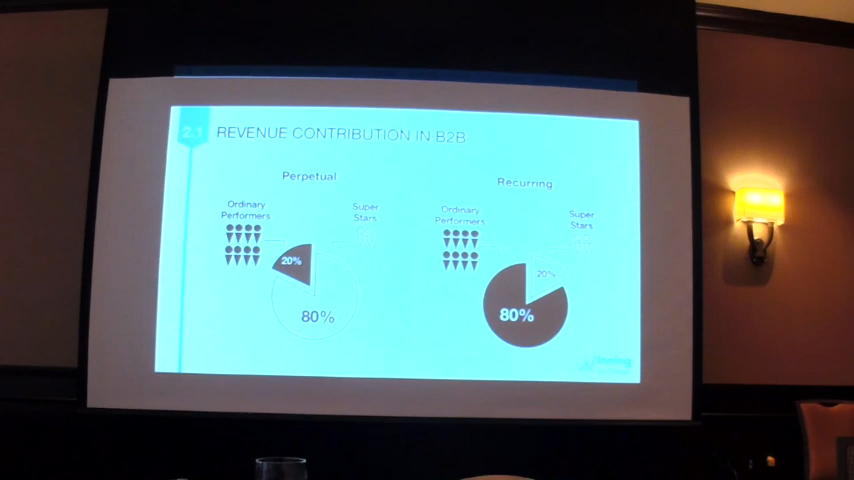 2.1
REVENUE CONTRIBUTION IN B2B
Perpetual
Ordinary
Performers
Super
Stars
20%
80%
Recurring
Ordinary
Performers
Super
Stars
20%
80%